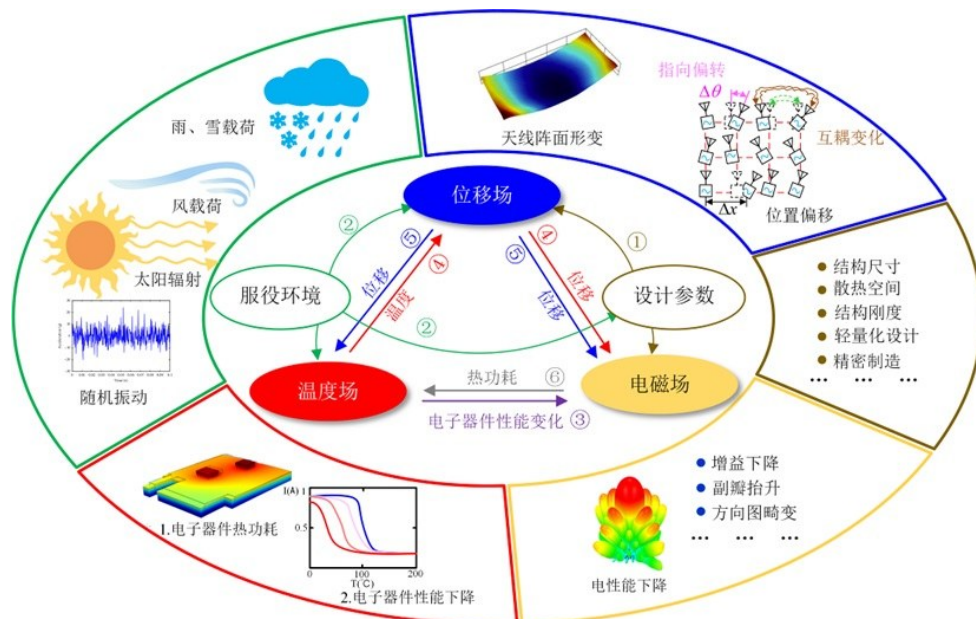 雨、雪载荷
风载荷
太阳辐射
随机振动
天线阵面形变
指向偏转
Δθ
互耦变化
位置偏移
Δx
结构尺寸
散热空间
结构刚度
轻量化设计
精密制造
… … …
位移场
服役环境
设计参数
温度场
电磁场
①
②
②
⑤
位移
④
温度
④
位移
⑤
位移
热功耗 ⑥
电子器件性能变化 ③
1.电子器件热功耗
I(A)
1
0.5
0 100 200
T(℃)
2.电子器件性能下降
增益下降
副瓣抬升
方向图畸变
… … …
电性能下降